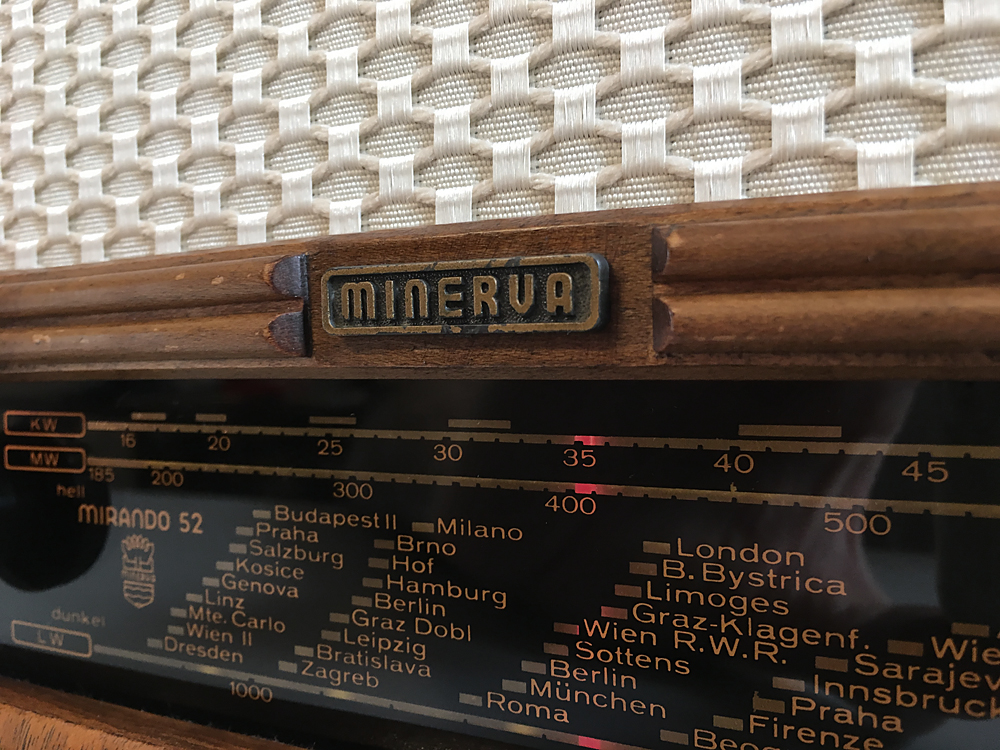 MINERVA
KW
16 20 25 30 35 40 45
MW
185 200 300 400 500
hell
MIRANDO 52
MINERVA
dunkel
LW
1000
Budapest II
Praha
Salzburg
Kosice
Genova
Linz
Mte. Carlo
Wien II
Dresden
Milano
Brno
Hof
Hamburg
Berlin
Graz Dobl
Leipzig
Bratislava
Zagreb
London
B. Bystrica
Limoges
Graz-Klagenf.
Wien R.W.R.
Sottens
Berlin
München
Roma
Wie
Sarajev
Innsbruck
Praha
Firenze
Beog